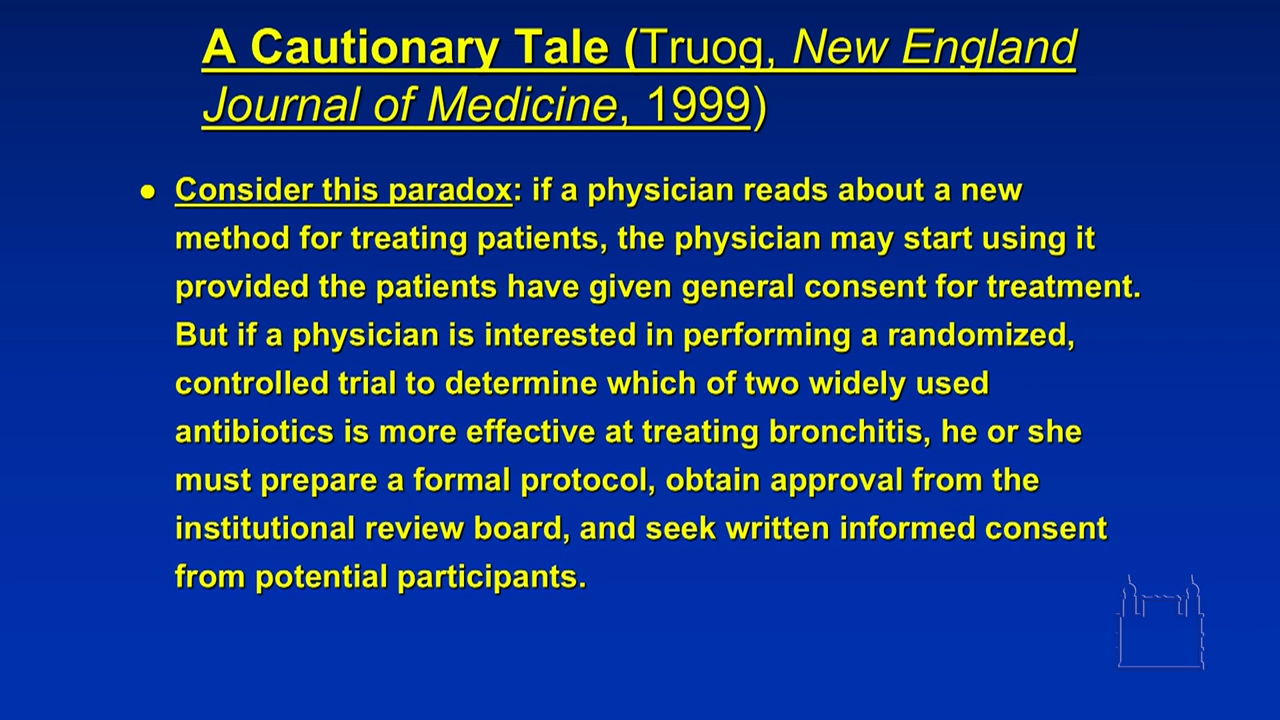 A Cautionary Tale (Truog, New England
Journal of Medicine, 1999)
● Consider this paradox: if a physician reads about a new
method for treating patients, the physician may start using it
provided the patients have given general consent for treatment.
But if a physician is interested in performing a randomized,
controlled trial to determine which of two widely used
antibiotics is more effective at treating bronchitis, he or she
must prepare a formal protocol, obtain approval from the
institutional review board, and seek written informed consent
from potential participants.